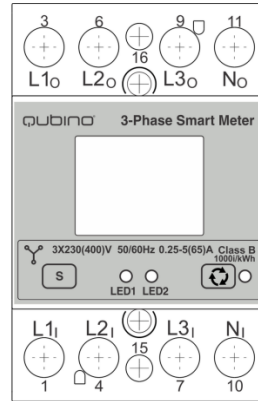 3 6 9 11
16
L1O L2O L3O NO
QUBINO 3-Phase Smart Meter
3X230(400)V 50/60Hz 0.25-5(65)A Class B
1000i/kWh
S
LED1 LED2
L1I L2I L3I NI
15
1 4 7 10